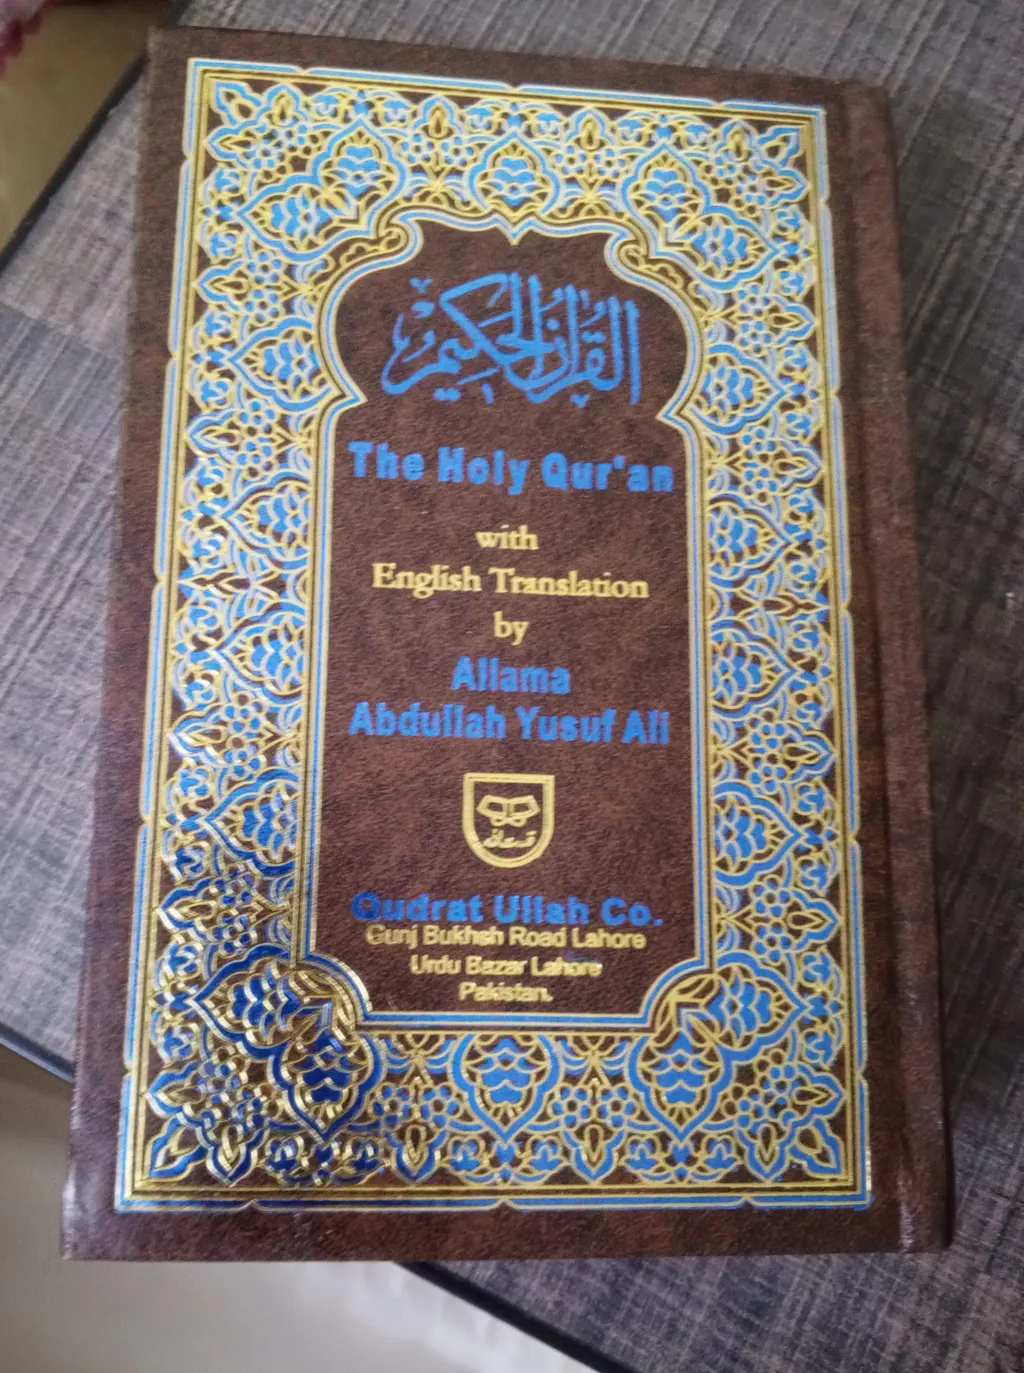 القرآن الحكيم
The Holy Qur'an
with
English Translation
by
Allama
Abdullah Yusuf Ali
Qudrat Ullah Co.
Gunj Bukhsh Road Lahore
Urdu Bazar Lahore
Pakistan.